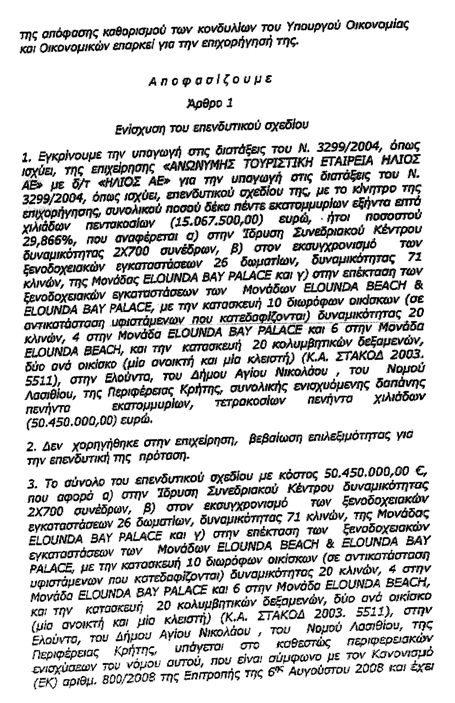 της απόφασης καθορισμού των κονδυλίων του Υπουργού Οικονομίας
και Οικονομικών επαρκεί για την επιχορήγησή της.
Α π ο φ α σ ί ζ ο υ μ ε
Άρθρο 1
Ενίσχυση του επενδυτικού σχεδίου
1. Εγκρίνουμε την υπαγωγή στις διατάξεις του Ν. 3299/2004, όπως
ισχύει, της επιχείρησης «ΑΝΩΝΥΜΗΣ ΤΟΥΡΙΣΤΙΚΗ ΕΤΑΙΡΕΙΑ ΗΛΙΟΣ
ΑΕ» με δ/τ «ΗΛΙΟΣ ΑΕ» για την υπαγωγή στις διατάξεις του Ν.
3299/2004, όπως ισχύει, επενδυτικού σχεδίου της, με το κίνητρο της
επιχορήγησης, συνολικού ποσού δέκα πέντε εκατομμυρίων εξήντα επτά
χιλιάδων πεντακοσίων (15.067.500,00) ευρώ, ήτοι ποσοστού
29,866%, που αναφέρεται α) στην Ίδρυση Συνεδριακού Κέντρου
δυναμικότητας 2Χ700 συνέδρων, β) στον εκσυγχρονισμό των
ξενοδοχειακών εγκαταστάσεων 26 δωματίων, δυναμικότητας 71
κλινών, της Μονάδας ELOUNDA BAY PALACE και γ) στην επέκταση των
ξενοδοχειακών εγκαταστάσεων των Μονάδων ELOUNDA BEACH &
ELOUNDA BAY PALACE, με την κατασκευή 10 διωρόφων οικίσκων (σε
αντικατάσταση υφιστάμενων που κατεδαφίζονται) δυναμικότητας 20
κλινών, 4 στην Μονάδα ELOUNDA BAY PALACE και 6 στην Μονάδα
ELOUNDA BEACH, και την κατασκευή 20 κολυμβητικών δεξαμενών,
δύο ανά οικίσκο (μία ανοικτή και μία κλειστή) (Κ.Α. ΣΤΑΚΟΔ 2003.
5511), στην Ελούντα, του Δήμου Αγίου Νικολάου , του Νομού
Λασιθίου, της Περιφέρειας Κρήτης, συνολικής ενισχυόμενης δαπάνης
πενήντα εκατομμυρίων, τετρακοσίων πενήντα χιλιάδων
(50.450.000,00) ευρώ.
2. Δεν χορηγήθηκε στην επιχείρηση, βεβαίωση επιλεξιμότητας για
την επενδυτική της πρόταση.
3. Το σύνολο του επενδυτικού σχεδίου με κόστος 50.450.000,00 €,
που αφορά α) στην Ίδρυση Συνεδριακού Κέντρου δυναμικότητας
2Χ700 συνέδρων, β) στον εκσυγχρονισμό των ξενοδοχειακών
εγκαταστάσεων 26 δωματίων, δυναμικότητας 71 κλινών, της Μονάδας
ELOUNDA BAY PALACE και γ) στην επέκταση των ξενοδοχειακών
εγκαταστάσεων των Μονάδων ELOUNDA BEACH & ELOUNDA BAY
PALACE, με την κατασκευή 10 διωρόφων οικίσκων (σε αντικατάσταση
υφιστάμενων που κατεδαφίζονται) δυναμικότητας 20 κλινών, 4 στην
Μονάδα ELOUNDA BAY PALACE και 6 στην Μονάδα ELOUNDA BEACH,
και την κατασκευή 20 κολυμβητικών δεξαμενών, δύο ανά οικίσκο
(μία ανοικτή και μία κλειστή) (Κ.Α. ΣΤΑΚΟΔ 2003. 5511), στην
Ελούντα, του Δήμου Αγίου Νικολάου , του Νομού Λασιθίου, της
Περιφέρειας Κρήτης, υπάγεται στο καθεστώς περιφερειακών
ενισχύσεων του νόμου αυτού, που είναι σύμφωνο με τον Κανονισμό
(ΕΚ) αριθμ. 800/2008 της Επιτροπής της 6ης Αυγούστου 2008 και έχει